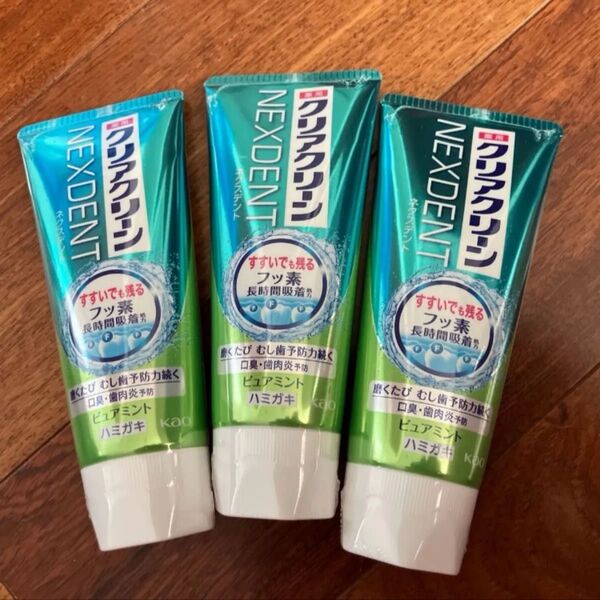 薬用
クリアクリーン
NEXDENT
ネクスデント
すすいでも残る
フッ素
長時間吸着処方
F F F
磨くたび むし歯予防力続く
口臭・歯肉炎予防
ピュアミント
ハミガキ
Kao
薬用
クリアクリーン
NEXDENT
ネクスデント
すすいでも残る
フッ素
長時間吸着処方
F F F
磨くたび むし歯予防力続く
口臭・歯肉炎予防
ピュアミント
ハミガキ
Kao
薬用
クリアクリーン
NEXDENT
ネクスデント
すすいでも残る
フッ素
長時間吸着処方
F F F
磨くたび むし歯予防力続く
口臭・歯肉炎予防
ピュアミント
ハミガキ
Kao